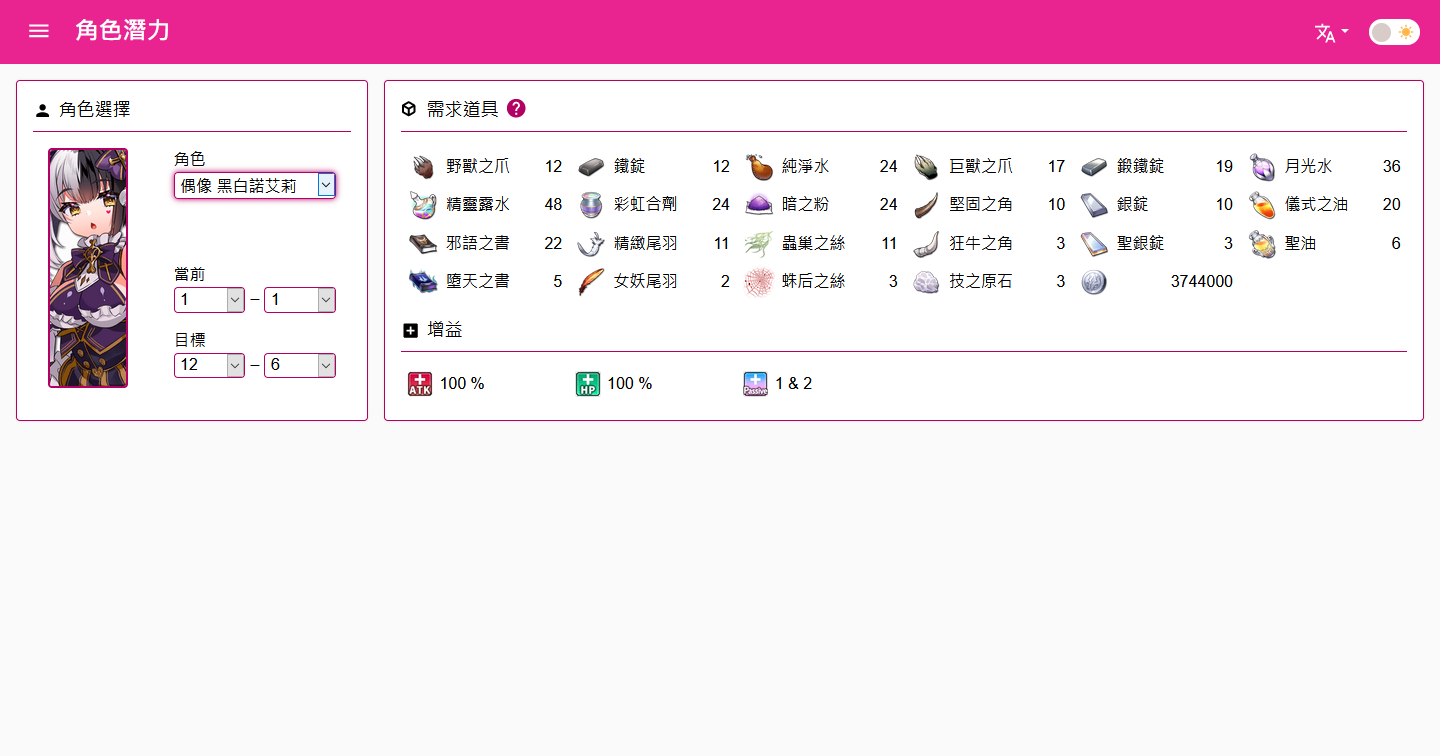 角色潛力
角色選擇
角色
偶像 黑白諾艾莉
當前
1 – 1
目標
12 – 6
需求道具 ?
野獸之爪 12 鐵錠 12 純淨水 24 巨獸之爪 17 鍛鐵錠 19 月光水 36
精靈露水 48 彩虹合劑 24 暗之粉 24 堅固之角 10 銀錠 10 儀式之油 20
邪語之書 22 精緻尾羽 11 蟲巢之絲 11 狂牛之角 3 聖銀錠 3 聖油 6
墮天之書 5 女妖尾羽 2 蛛后之絲 3 技之原石 3 3744000
增益
ATK 100 % HP 100 % Passive 1 & 2